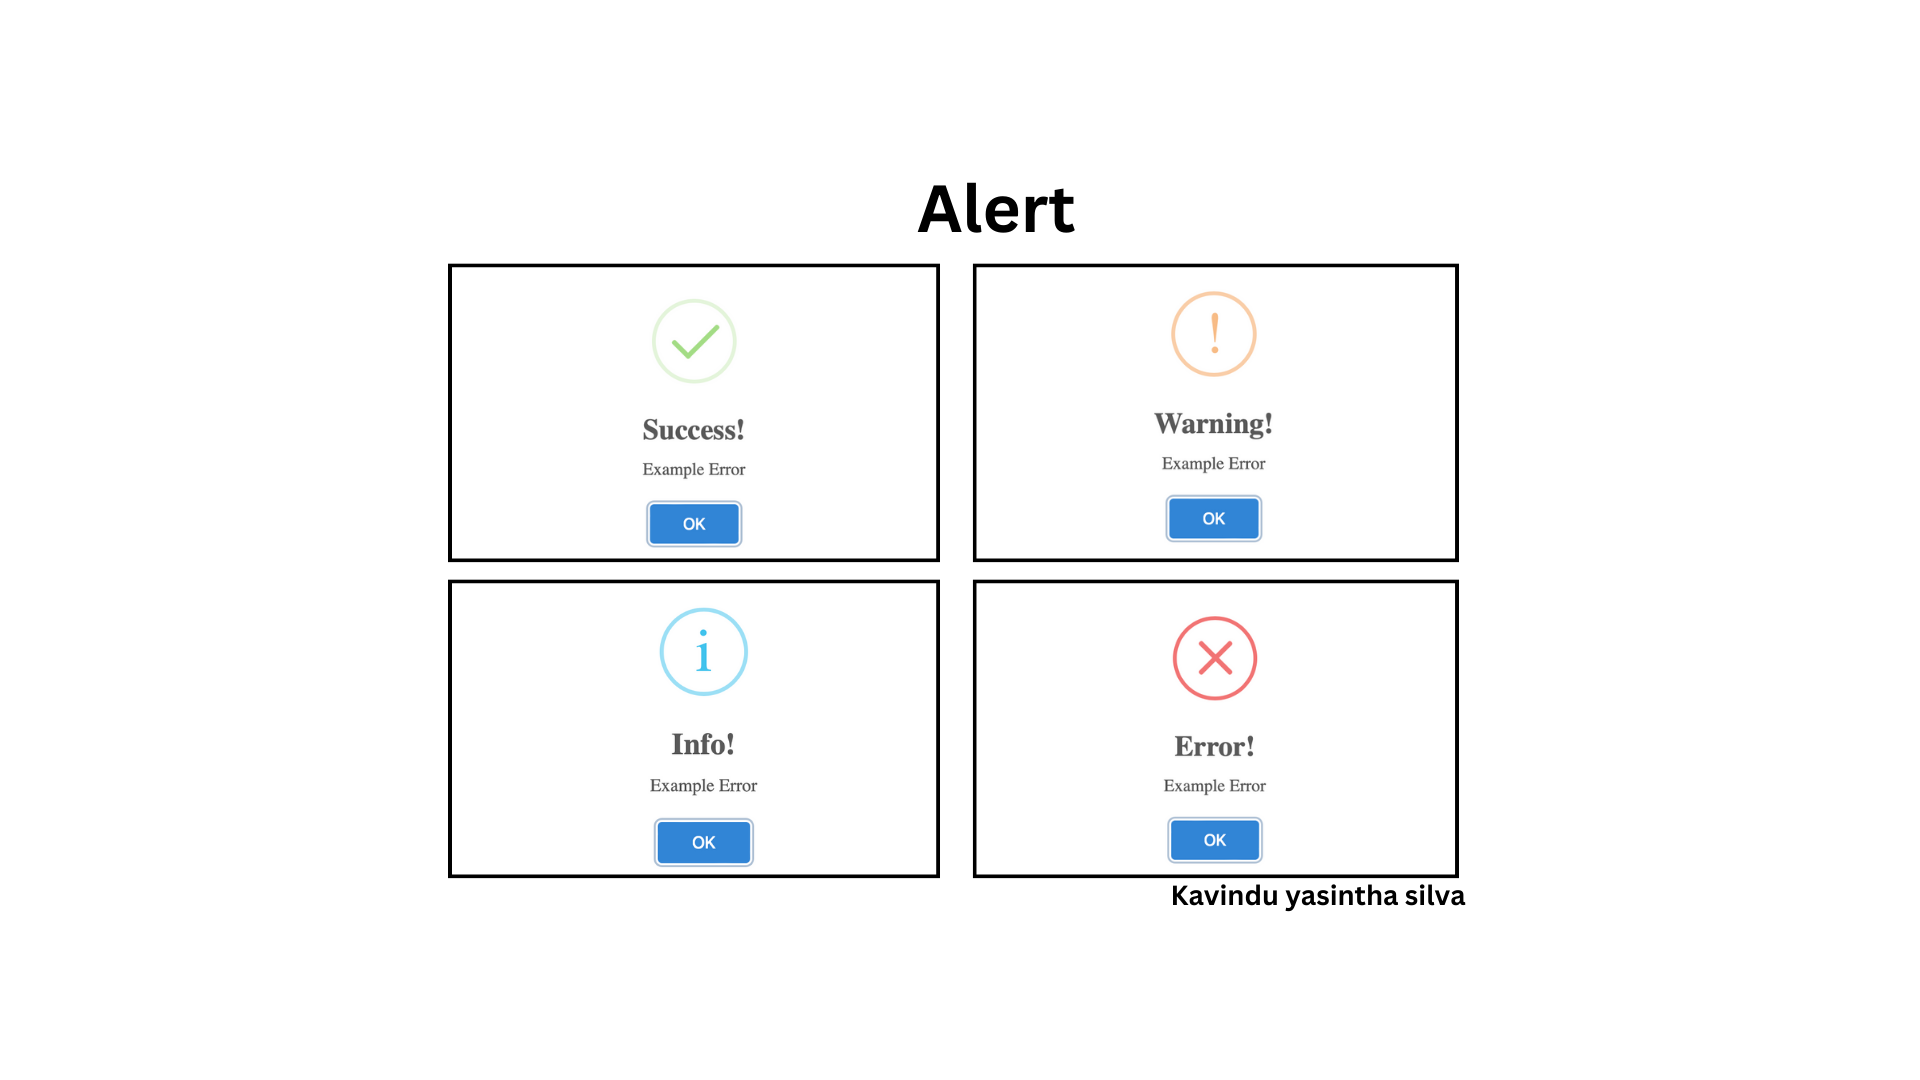 Alert
Success!
Example Error
OK
!
Warning!
Example Error
OK
i
Info!
Example Error
OK
Error!
Example Error
OK
Kavindu yasintha silva